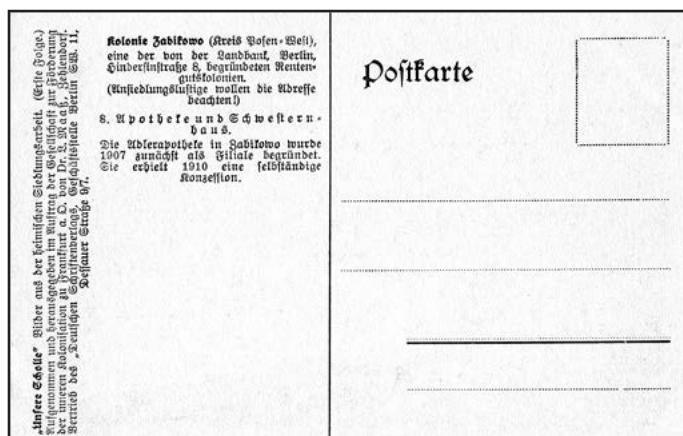 „Unsere Scholle“ Bilder aus der heimischen Siedlungsarbeit. (Erste Folge.)
Aufgenommen und herausgegeben im Auftrag der Gesellschaft zur Förderung
der inneren Kolonisation zu Frankfurt a. O. von Dr. L. Maaß, Zehlendorf.
Vertrieb des „Deutschen Schriftenverlags, Geschäftsstelle Berlin SW. 11,
Dessauer Straße 9/7.
Kolonie Zabikowo (Kreis Posen-West),
eine der von der Landbank, Berlin,
Hindersinstraße 8, begründeten Renten-
gutskolonien.
(Ansiedlungslustige wollen die Adresse
beachten!)
8. Apotheke und Schwestern-
haus.
Die Adlerapotheke in Zabikowo wurde
1907 zunächst als Filiale begründet.
Sie erhielt 1910 eine selbständige
Konzession.
Postkarte